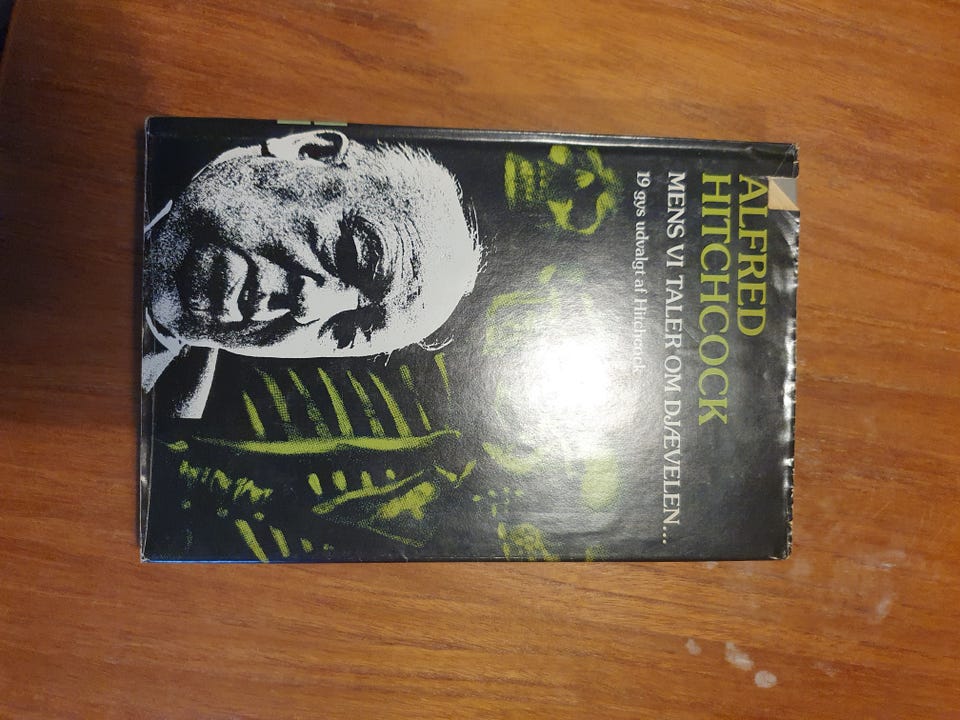 ALFRED
HITCHCOCK
MENS VI TALER OM DJÆVELEN...
19 gys udvalgt af Hitchcock